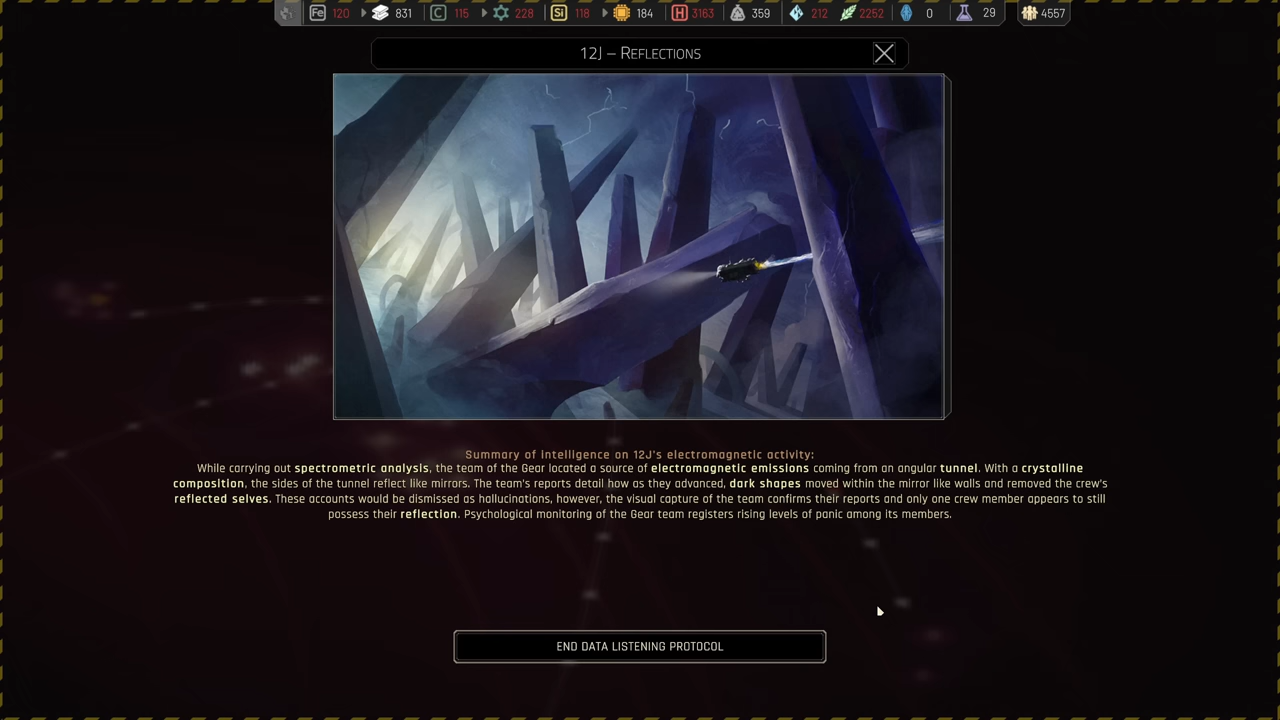 Fe 120 831 C 115 228 Si 118 184 H 3163 359 212 2252 0 29 4557
12J – Reflections
Summary of intelligence on 12J's electromagnetic activity:
While carrying out spectrometric analysis, the team of the Gear located a source of electromagnetic emissions coming from an angular tunnel. With a crystalline
composition, the sides of the tunnel reflect like mirrors. The team's reports detail how as they advanced, dark shapes moved within the mirror like walls and removed the crew's
reflected selves. These accounts would be dismissed as hallucinations, however, the visual capture of the team confirms their reports and only one crew member appears to still
possess their reflection. Psychological monitoring of the Gear team registers rising levels of panic among its members.
END DATA LISTENING PROTOCOL